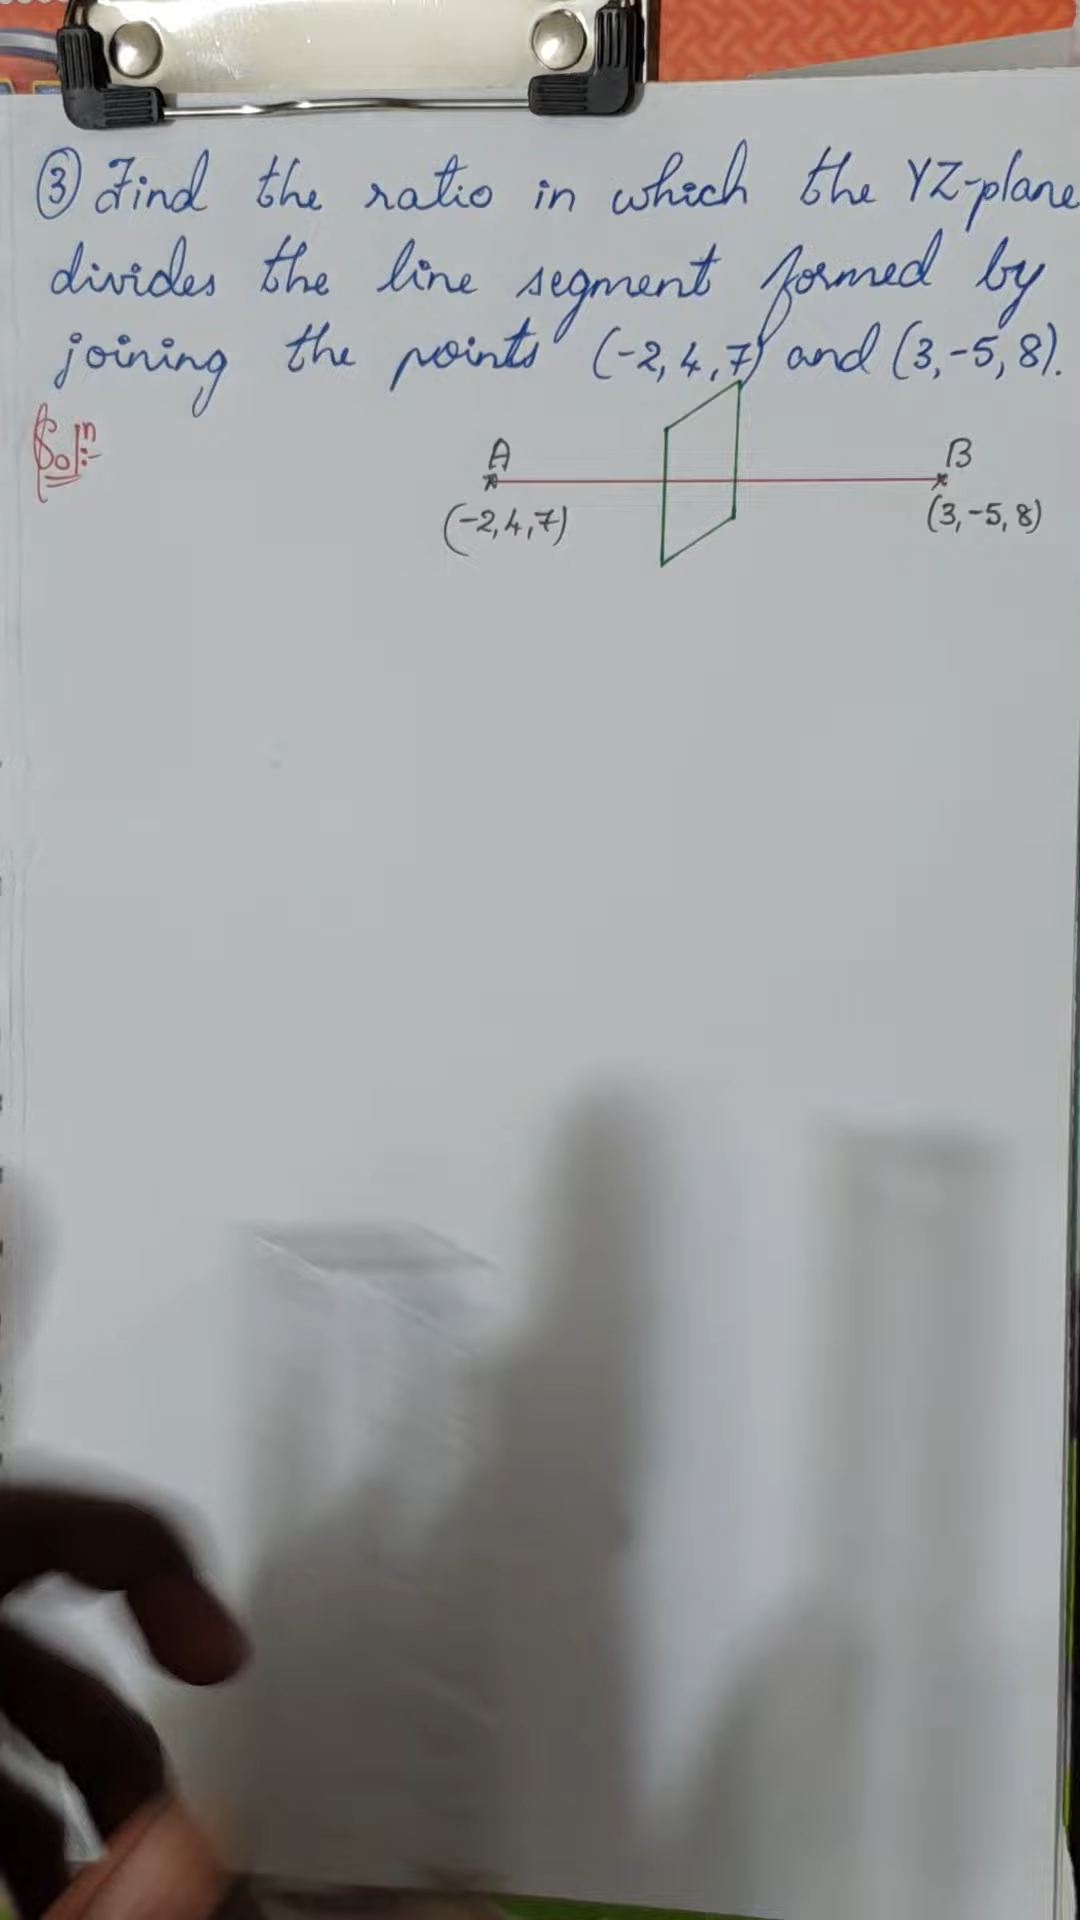 ③ Find the ratio in which the YZ-plane
divides the line segment formed by
joining the points (-2,4,7) and (3,-5,8).
Solⁿ:-
A B
(-2,4,7) (3,-5,8)